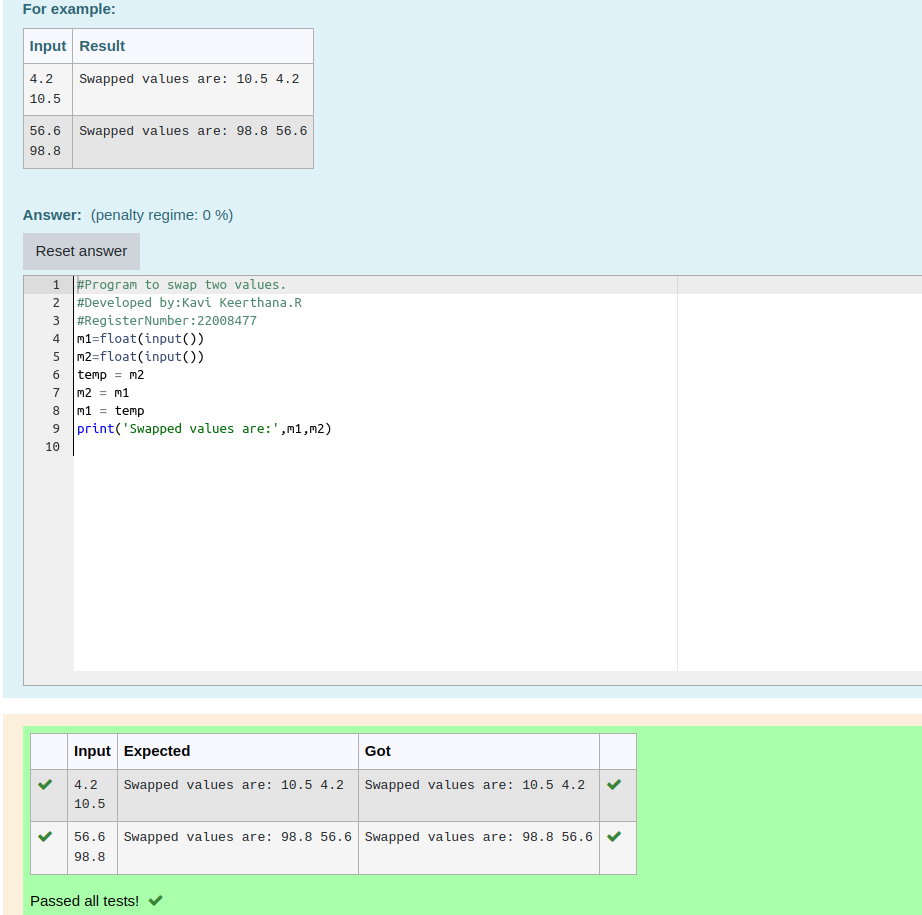 For example:
Input Result
4.2 Swapped values are: 10.5 4.2
10.5
56.6 Swapped values are: 98.8 56.6
98.8
Answer: (penalty regime: 0 %)
Reset answer
1 #Program to swap two values.
2 #Developed by:Kavi Keerthana.R
3 #RegisterNumber:22008477
4 m1=float(input())
5 m2=float(input())
6 temp = m2
7 m2 = m1
8 m1 = temp
9 print('Swapped values are:',m1,m2)
10
Input Expected Got
4.2 Swapped values are: 10.5 4.2 Swapped values are: 10.5 4.2
10.5
56.6 Swapped values are: 98.8 56.6 Swapped values are: 98.8 56.6
98.8
Passed all tests!